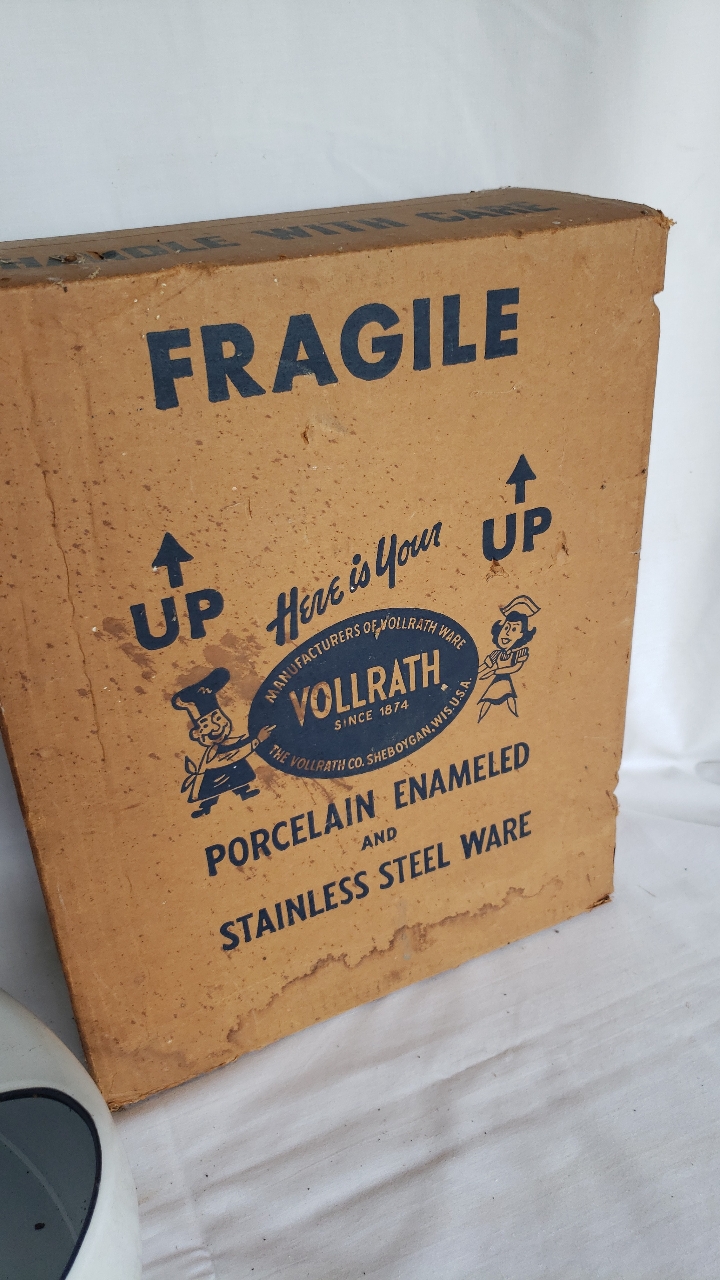 HANDLE WITH CARE
FRAGILE
UP
UP
Here is Your
MANUFACTURERS OF VOLLRATH WARE
VOLLRATH
SINCE 1874
THE VOLLRATH CO. SHEBOYGAN, WIS. U.S.A.
PORCELAIN ENAMELED
AND
STAINLESS STEEL WARE